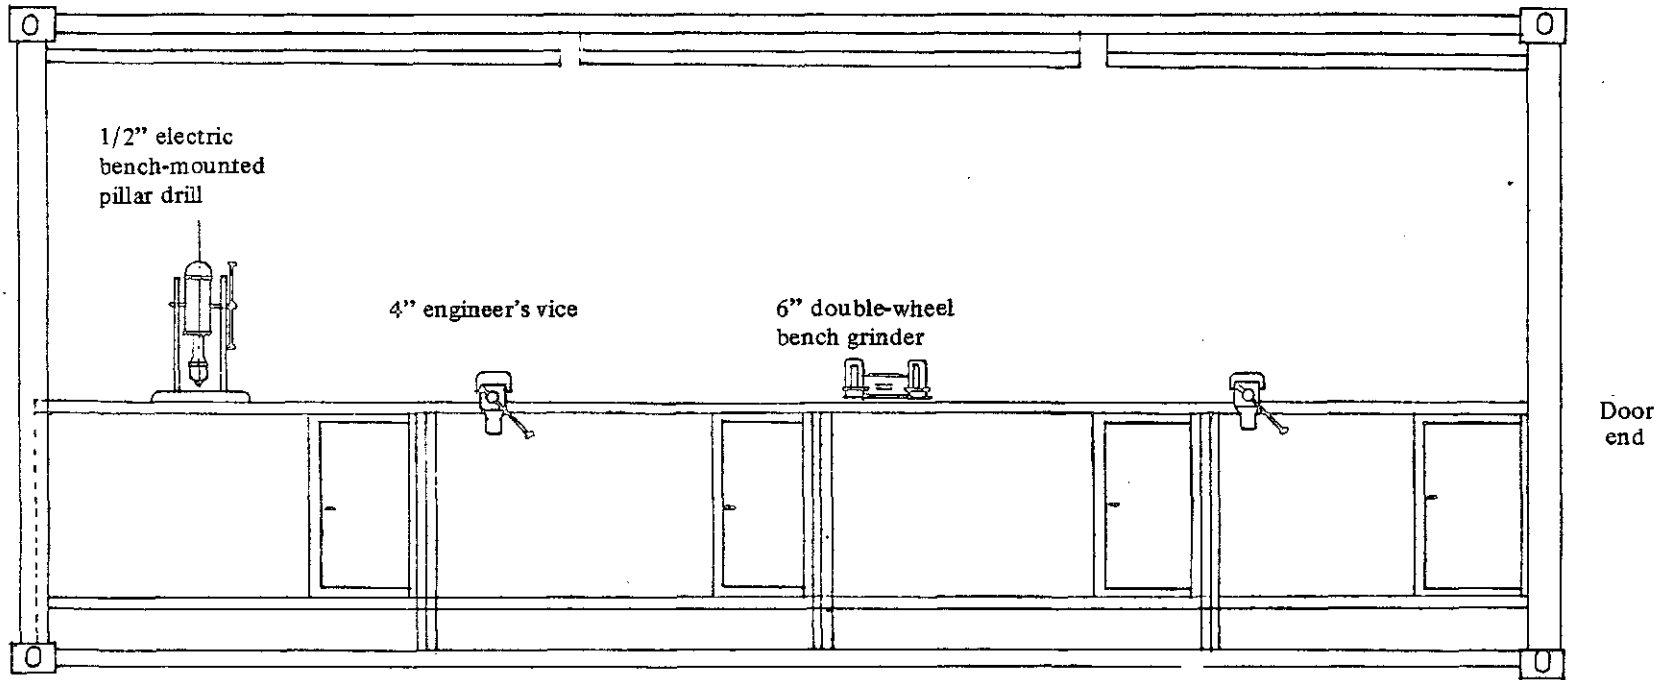 1/2” electric
bench-mounted
pillar drill
4” engineer’s vice
6” double-wheel
bench grinder
Door
end